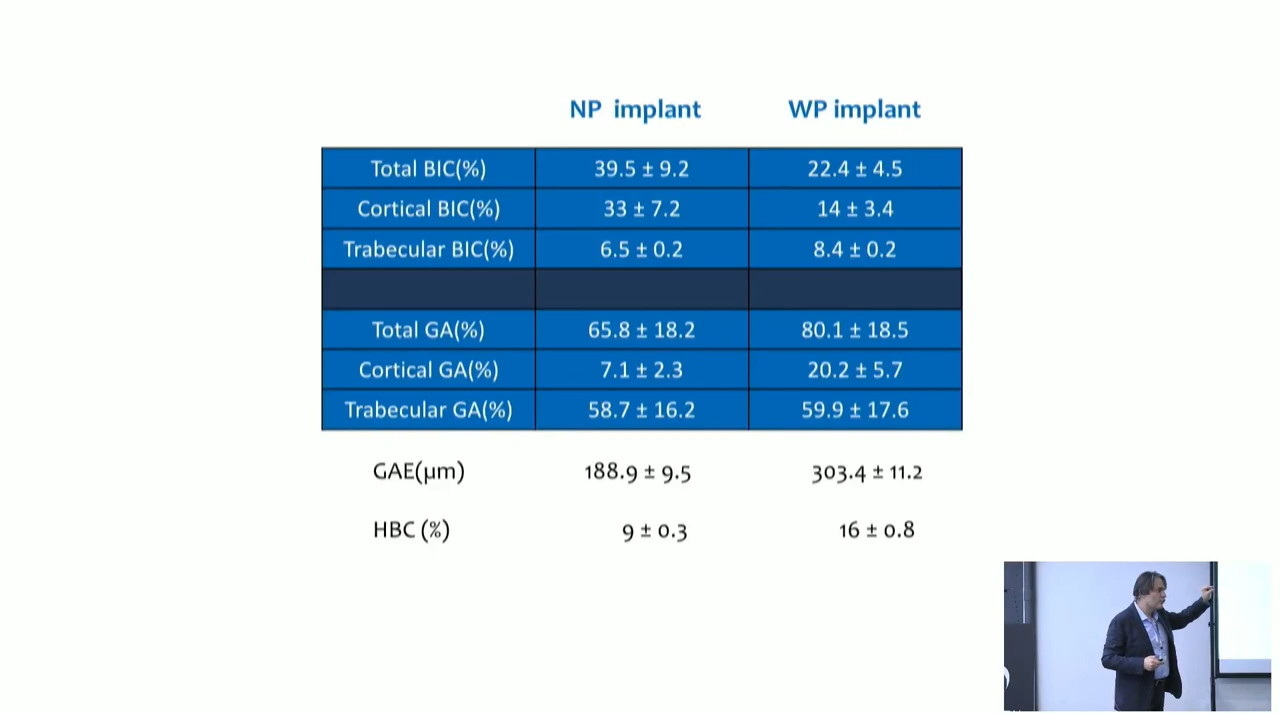 NP implant WP implant
Total BIC(%) 39.5 ± 9.2 22.4 ± 4.5
Cortical BIC(%) 33 ± 7.2 14 ± 3.4
Trabecular BIC(%) 6.5 ± 0.2 8.4 ± 0.2
Total GA(%) 65.8 ± 18.2 80.1 ± 18.5
Cortical GA(%) 7.1 ± 2.3 20.2 ± 5.7
Trabecular GA(%) 58.7 ± 16.2 59.9 ± 17.6
GAE(µm) 188.9 ± 9.5 303.4 ± 11.2
HBC (%) 9 ± 0.3 16 ± 0.8